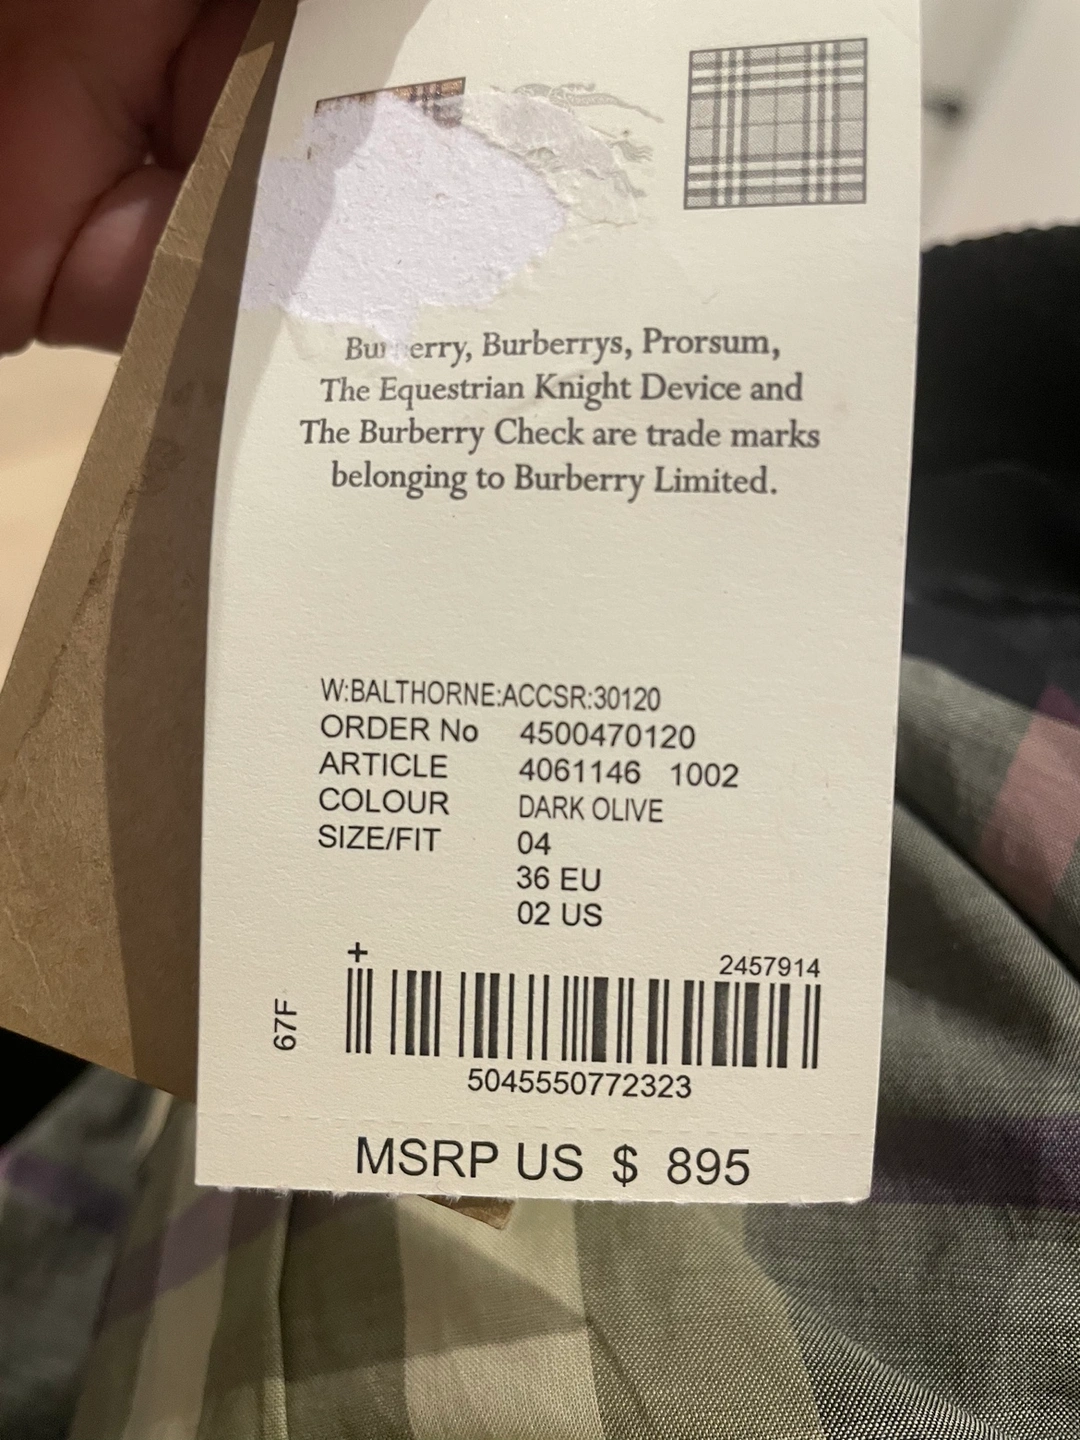 Burberry, Burberrys, Prorsum,
The Equestrian Knight Device and
The Burberry Check are trade marks
belonging to Burberry Limited.
W:BALTHORNE:ACCSR:30120
ORDER No 4500470120
ARTICLE 4061146 1002
COLOUR DARK OLIVE
SIZE/FIT 04
36 EU
02 US
+
2457914
67F
5045550772323
MSRP US $ 895